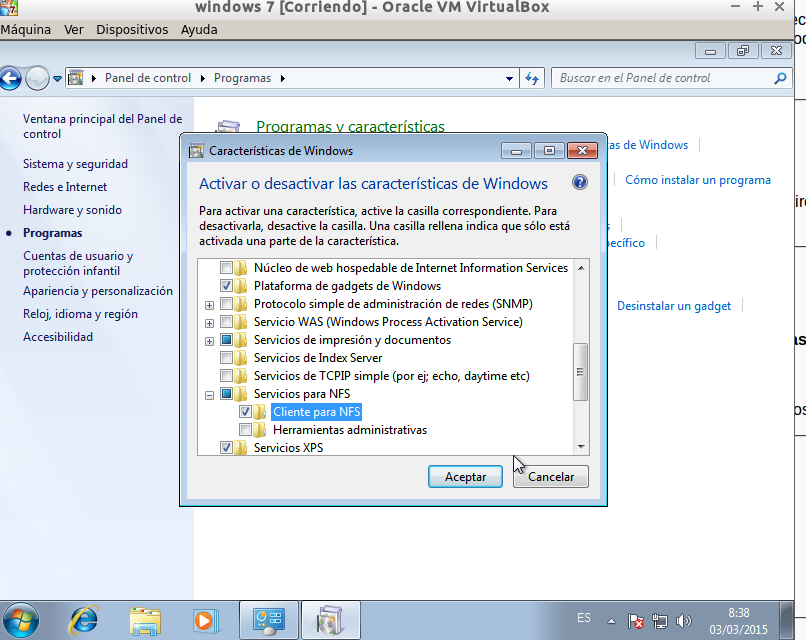 windows 7 [Corriendo] - Oracle VM VirtualBox
Máquina Ver Dispositivos Ayuda
Panel de control Programas
Buscar en el Panel de control
Ventana principal del Panel de
control
Sistema y seguridad
Redes e Internet
Hardware y sonido
Programas
Cuentas de usuario y
protección infantil
Apariencia y personalización
Reloj, idioma y región
Accesibilidad
Programas y características
as de Windows
Cómo instalar un programa
ecífico
Desinstalar un gadget
Características de Windows
Activar o desactivar las características de Windows
Para activar una característica, active la casilla correspondiente. Para
desactivarla, desactive la casilla. Una casilla rellena indica que sólo está
activada una parte de la característica.
Núcleo de web hospedable de Internet Information Services
Plataforma de gadgets de Windows
Protocolo simple de administración de redes (SNMP)
Servicio WAS (Windows Process Activation Service)
Servicios de impresión y documentos
Servicios de Index Server
Servicios de TCPIP simple (por ej; echo, daytime etc)
Servicios para NFS
Cliente para NFS
Herramientas administrativas
Servicios XPS
Aceptar
Cancelar
ES
8:38
03/03/2015